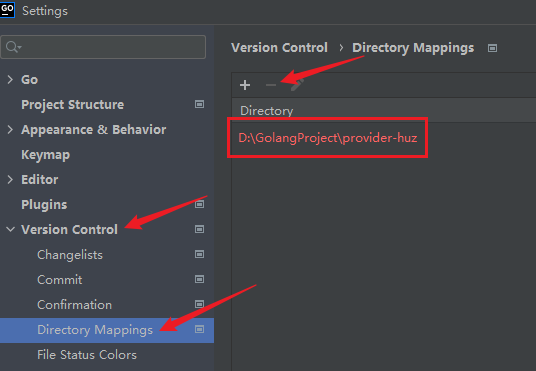 GO
Settings
Version Control › Directory Mappings
Go
Project Structure
Appearance & Behavior
Keymap
Editor
Plugins
Version Control
Changelists
Commit
Confirmation
Directory Mappings
File Status Colors
Directory
D:\GolangProject\provider-huz